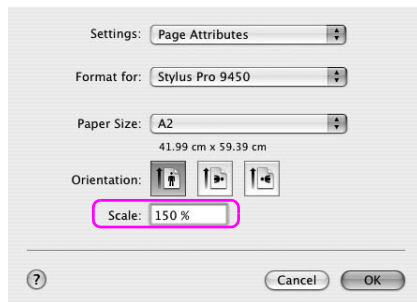 Settings: Page Attributes
Format for: Stylus Pro 9450
Paper Size: A2
41.99 cm x 59.39 cm
Orientation:
Scale: 150 %
? Cancel OK